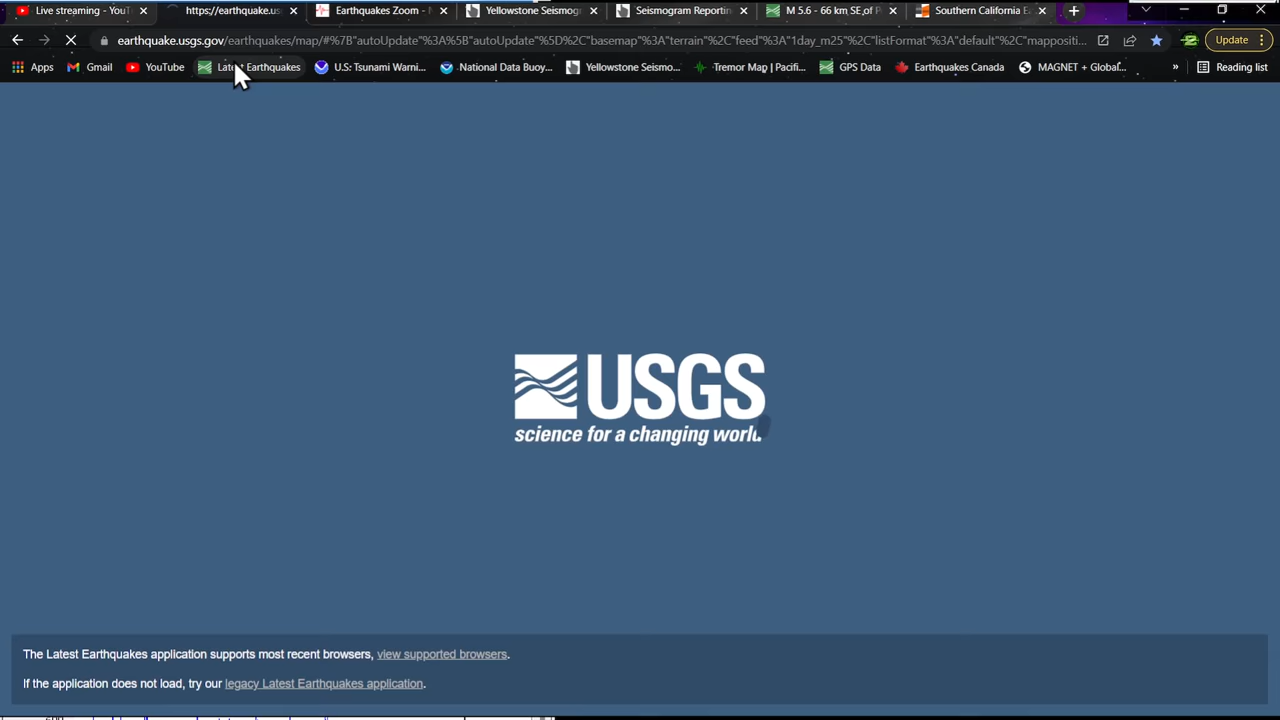 Live streaming - YouT
https://earthquake.us
Earthquakes Zoom -
Yellowstone Seismog
Seismogram Reportin
M 5.6 - 66 km SE of P
Southern California Ea
earthquake.usgs.gov/earthquakes/map/#%7B"autoUpdate"%3A%5B"autoUpdate"%5D%2C"basemap"%3A"terrain"%2C"feed"%3A"1day_m25"%2C"listFormat"%3A"default"%2C"mappositi...
Update
Apps
Gmail
YouTube
Latest Earthquakes
U.S: Tsunami Warni...
National Data Buoy...
Yellowstone Seismo...
Tremor Map | Pacifi...
GPS Data
Earthquakes Canada
MAGNET + Global...
»
Reading list
USGS
science for a changing world
The Latest Earthquakes application supports most recent browsers, view supported browsers.
If the application does not load, try our legacy Latest Earthquakes application.